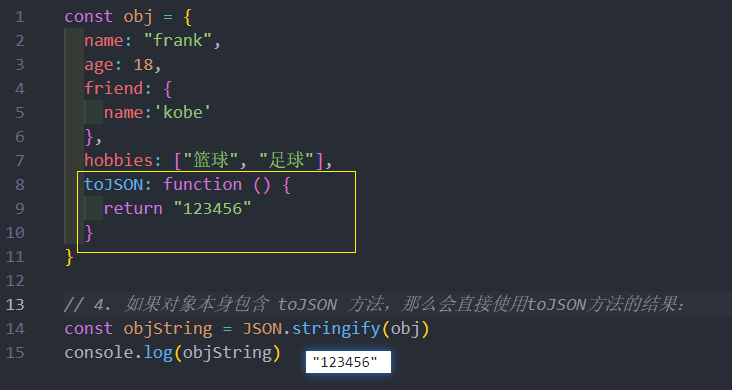 1 const obj = {
2 name: "frank",
3 age: 18,
4 friend: {
5 name:'kobe'
6 },
7 hobbies: ["篮球", "足球"],
8 toJSON: function () {
9 return "123456"
10 }
11 }
12
13 // 4. 如果对象本身包含 toJSON 方法，那么会直接使用toJSON方法的结果：
14 const objString = JSON.stringify(obj)
15 console.log(objString) "123456"